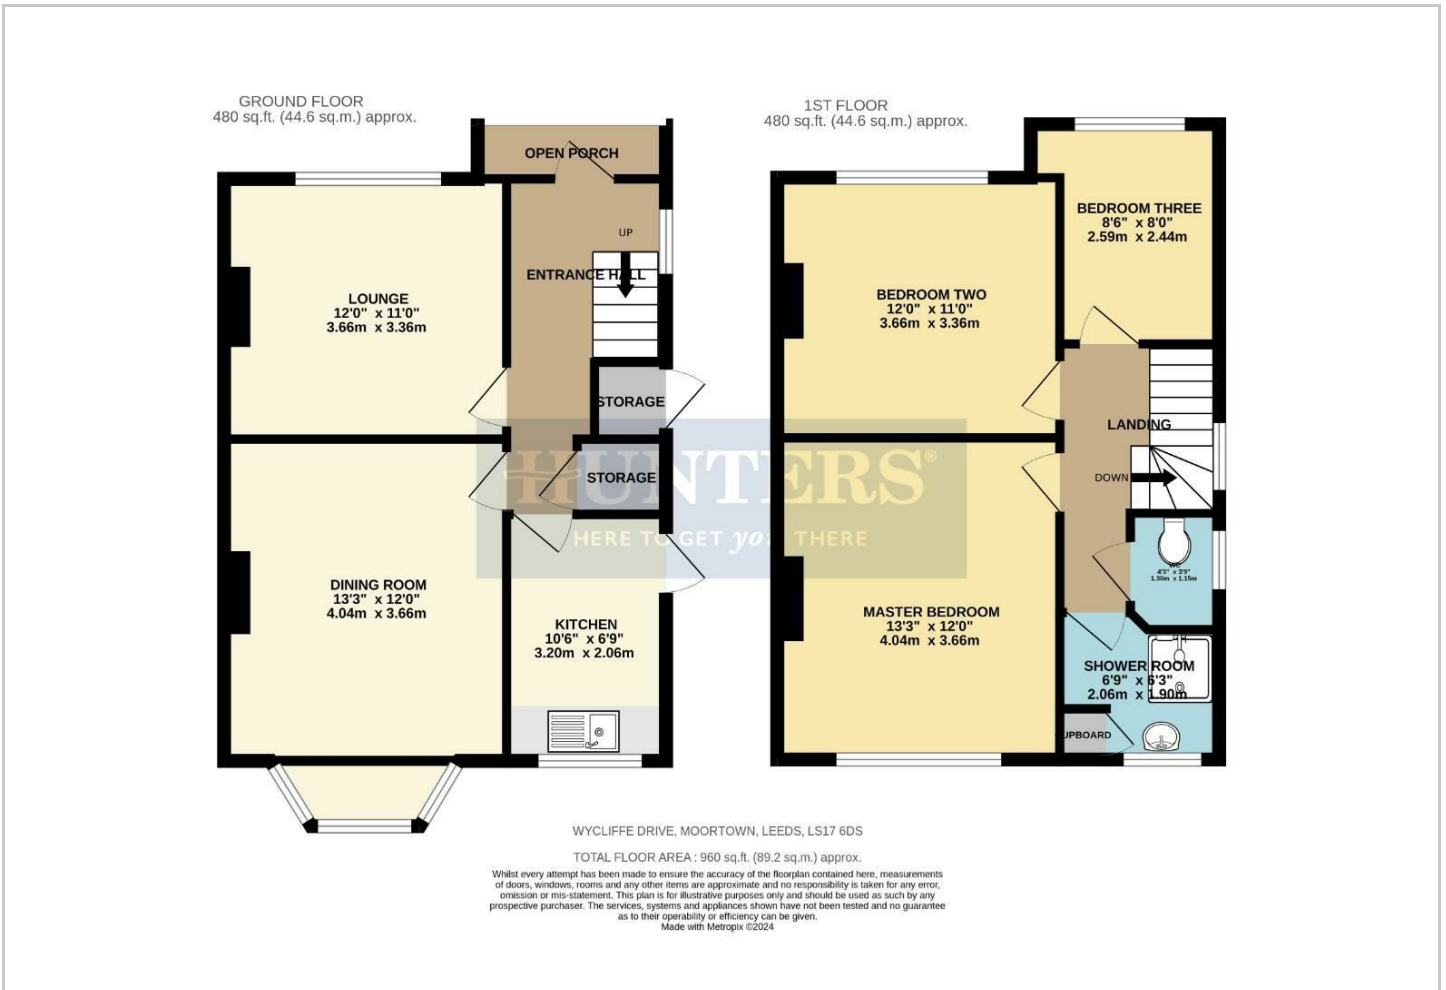 GROUND FLOOR
480 sq.ft. (44.6 sq.m.) approx.
OPEN PORCH
UP
ENTRANCE HALL
LOUNGE
12'0" x 11'0"
3.66m x 3.36m
STORAGE
STORAGE
DINING ROOM
13'3" x 12'0"
4.04m x 3.66m
KITCHEN
10'6" x 6'9"
3.20m x 2.06m
1ST FLOOR
480 sq.ft. (44.6 sq.m.) approx.
BEDROOM THREE
8'6" x 8'0"
2.59m x 2.44m
BEDROOM TWO
12'0" x 11'0"
3.66m x 3.36m
LANDING
DOWN
WC
4'3" x 3'9"
1.30m x 1.15m
MASTER BEDROOM
13'3" x 12'0"
4.04m x 3.66m
SHOWER ROOM
6'9" x 6'3"
2.06m x 1.90m
UPBOARD
HUNTERS®
HERE TO GET you THERE
WYCLIFFE DRIVE, MOORTOWN, LEEDS, LS17 6DS
TOTAL FLOOR AREA : 960 sq.ft. (89.2 sq.m.) approx.
Whilst every attempt has been made to ensure the accuracy of the floorplan contained here, measurements
of doors, windows, rooms and any other items are approximate and no responsibility is taken for any error,
omission or mis-statement. This plan is for illustrative purposes only and should be used as such by any
prospective purchaser. The services, systems and appliances shown have not been tested and no guarantee
as to their operability or efficiency can be given.
Made with Metropix ©2024